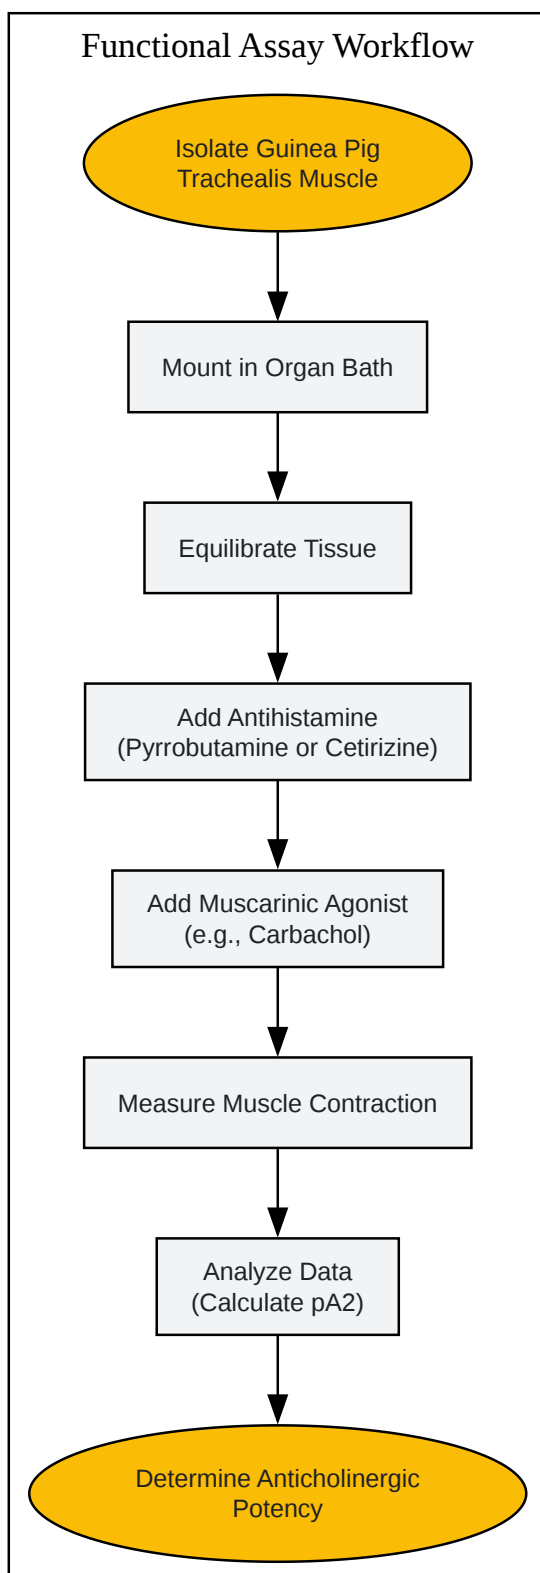 Functional Assay Workflow
Isolate Guinea Pig
Trachealis Muscle
Mount in Organ Bath
Equilibrate Tissue
Add Antihistamine
(Pyrrobutamine or Cetirizine)
Add Muscarinic Agonist
(e.g., Carbachol)
Measure Muscle Contraction
Analyze Data
(Calculate pA2)
Determine Anticholinergic
Potency